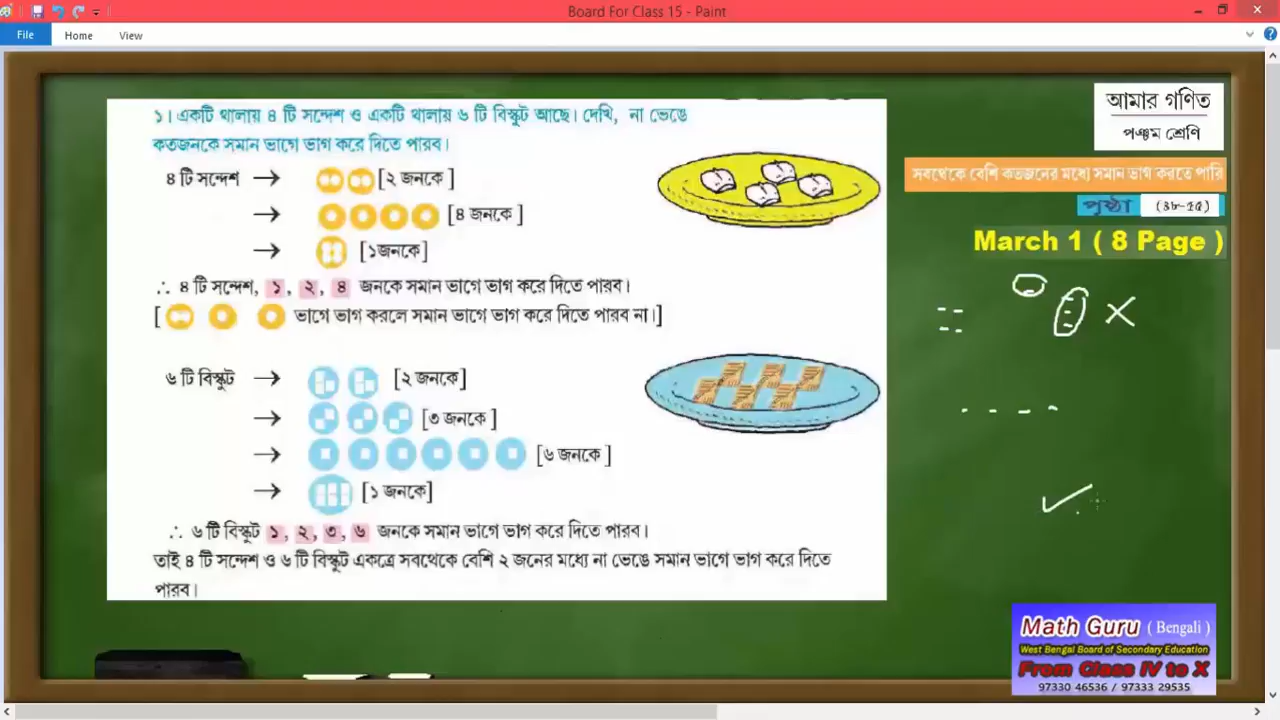 Board For Class 15 - Paint
File Home View
১। একটি থালায় ৪ টি সন্দেশ ও একটি থালায় ৬ টি বিস্কুট আছে। দেখি, না ভেঙে
কতজনকে সমান ভাগে ভাগ করে দিতে পারব।
৪ টি সন্দেশ → [২ জনকে ]
→ [৪ জনকে ]
→ [১জনকে]
∴ ৪ টি সন্দেশ, ১ , ২ , ৪ জনকে সমান ভাগে ভাগ করে দিতে পারব।
[ ভাগে ভাগ করলে সমান ভাগে ভাগ করে দিতে পারব না।]
৬ টি বিস্কুট → [২ জনকে]
→ [৩ জনকে ]
→ [৬ জনকে ]
→ [১ জনকে]
∴ ৬ টি বিস্কুট ১ , ২ , ৩ , ৬ জনকে সমান ভাগে ভাগ করে দিতে পারব।
তাই ৪ টি সন্দেশ ও ৬ টি বিস্কুট একত্রে সবথেকে বেশি ২ জনের মধ্যে না ভেঙে সমান ভাগে ভাগ করে দিতে
পারব।
আমার গণিত
পঞ্চম শ্রেণি
সবথেকে বেশি কতজনের মধ্যে সমান ভাগ করতে পারি
পৃষ্ঠা (৪৮-৫৫)
March 1 ( 8 Page )
Math Guru ( Bengali )
West Bengal Board of Secondary Education
From Class IV to X
97330 46536 / 97333 29535